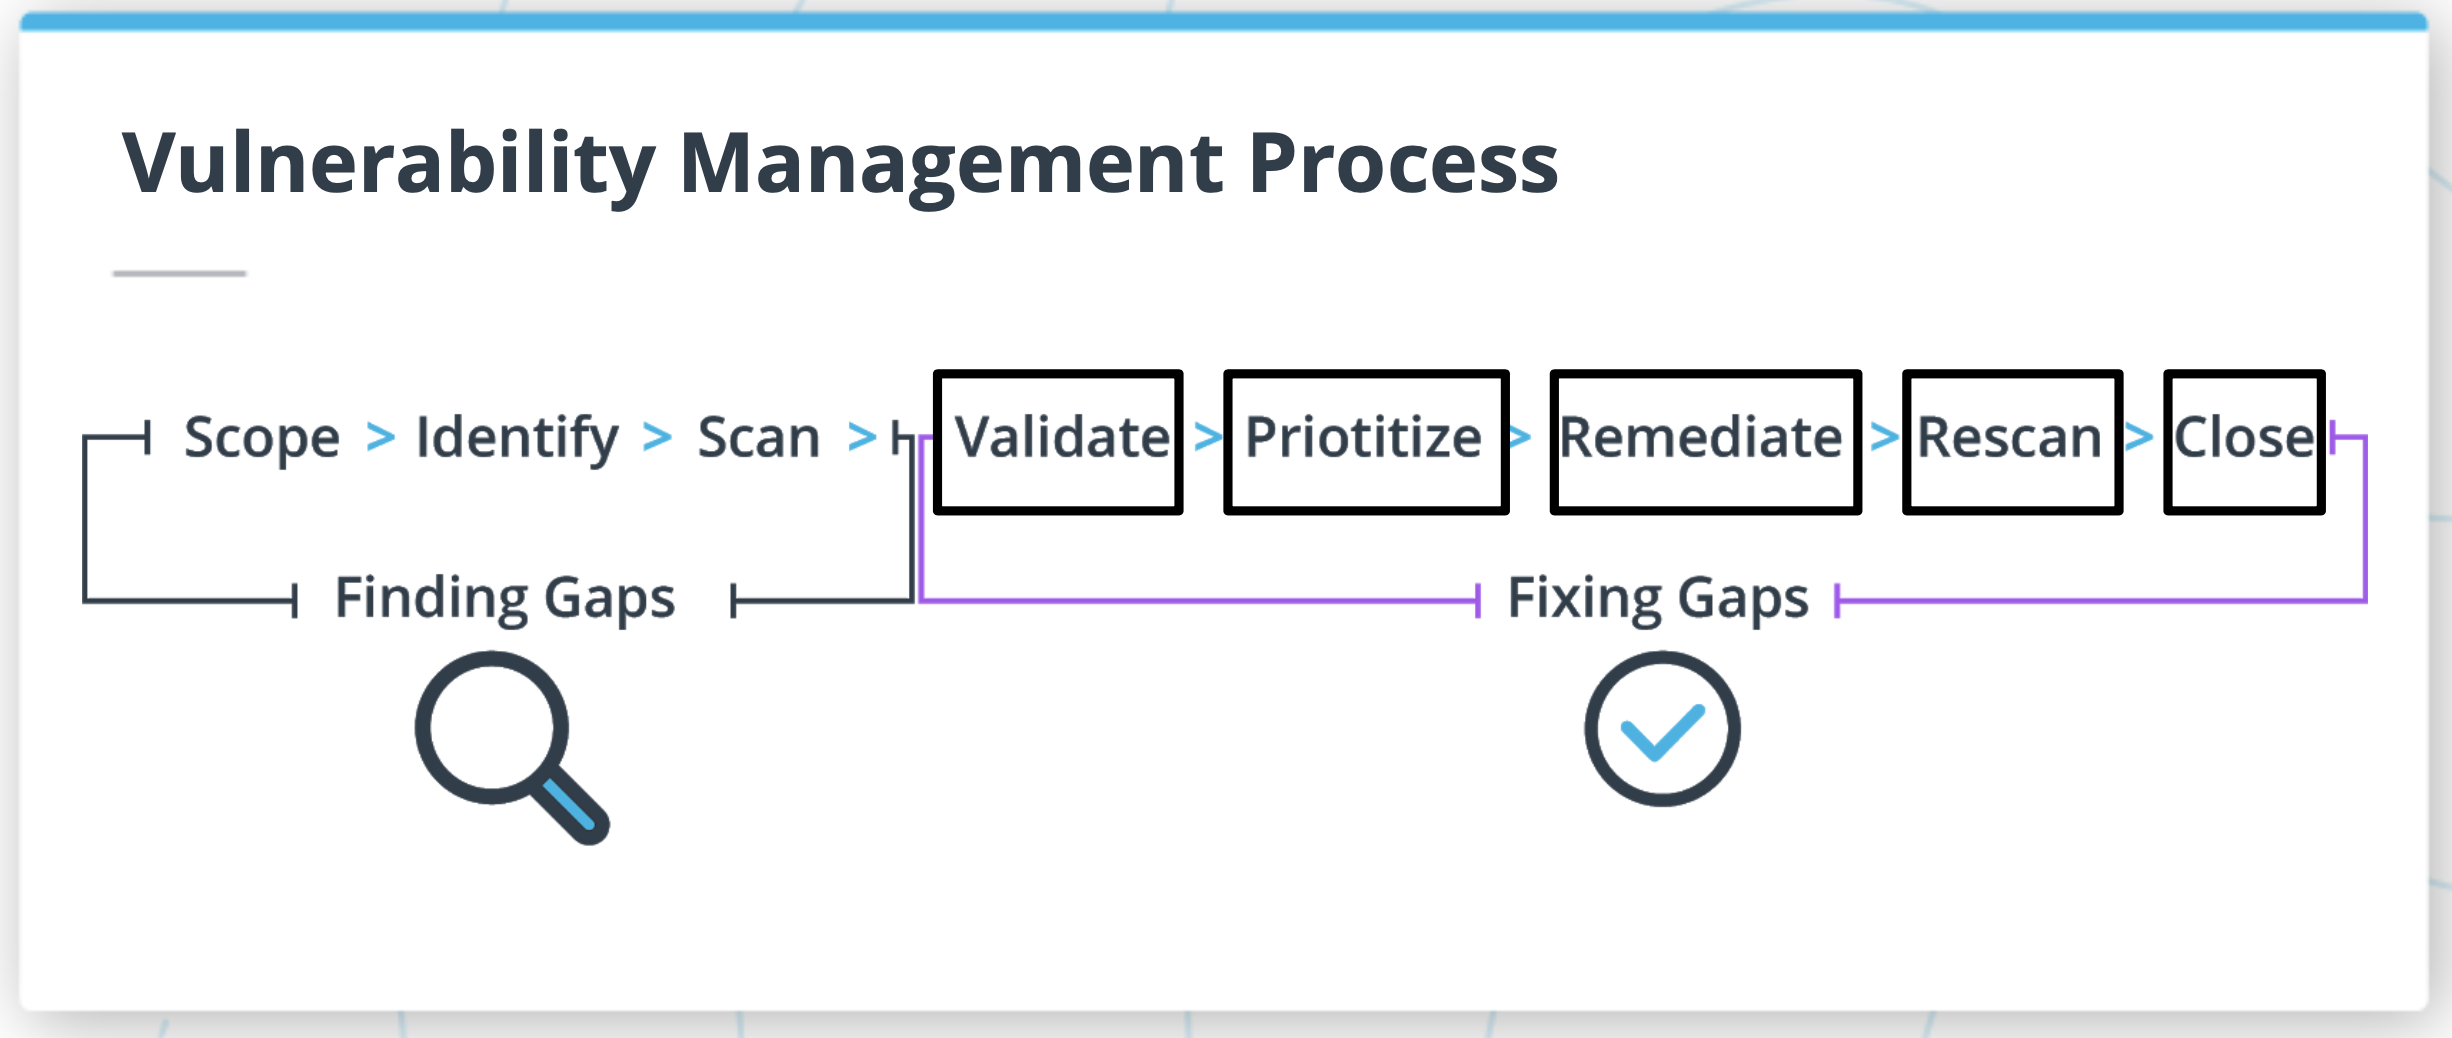 Vulnerability Management Process
Scope > Identify > Scan > Validate > Priotitize > Remediate > Rescan > Close
Finding Gaps Fixing Gaps